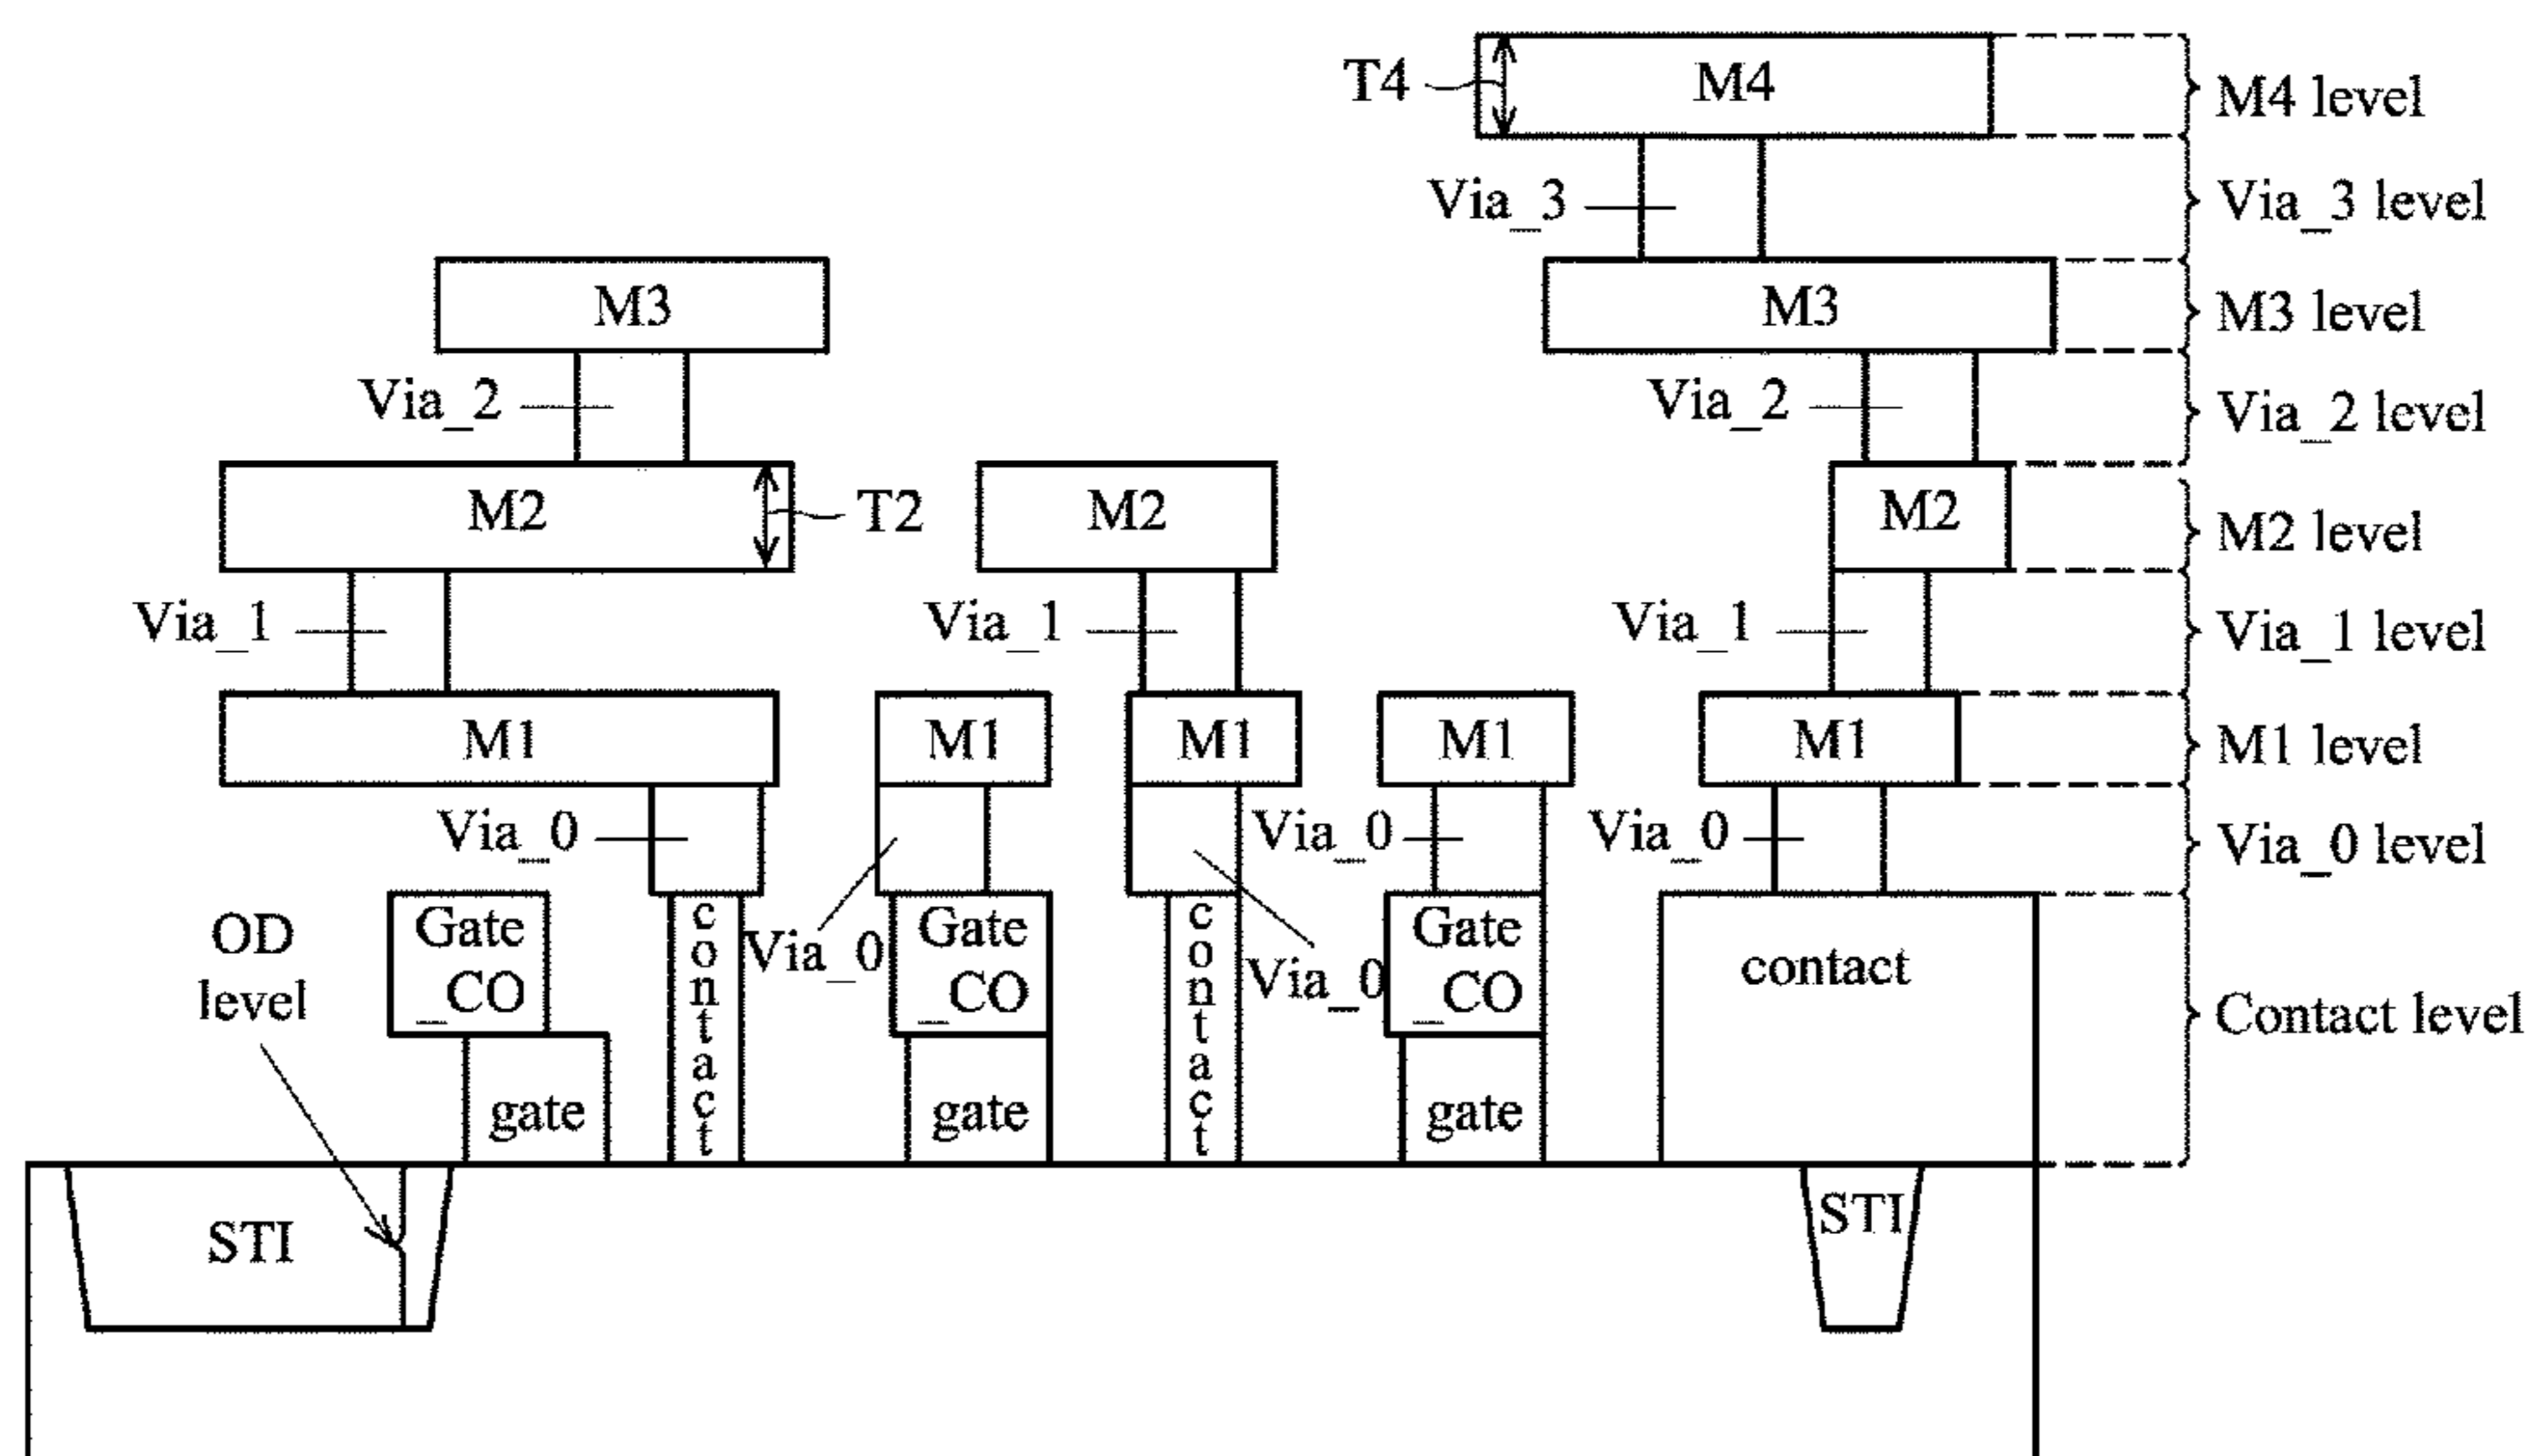 T4
M4
M4 level
Via_3
Via_3 level
M3
M3
M3 level
Via_2
Via_2
Via_2 level
M2
T2
M2
M2
M2 level
Via_1
Via_1
Via_1
Via_1 level
M1
M1
M1
M1
M1
M1 level
Via_0
Via_0
Via_0
Via_0 level
OD
level
Gate
_CO
contact
Via_0
Gate
_CO
contact
Via_0
Gate
_CO
contact
Contact level
gate
gate
gate
STI
STI